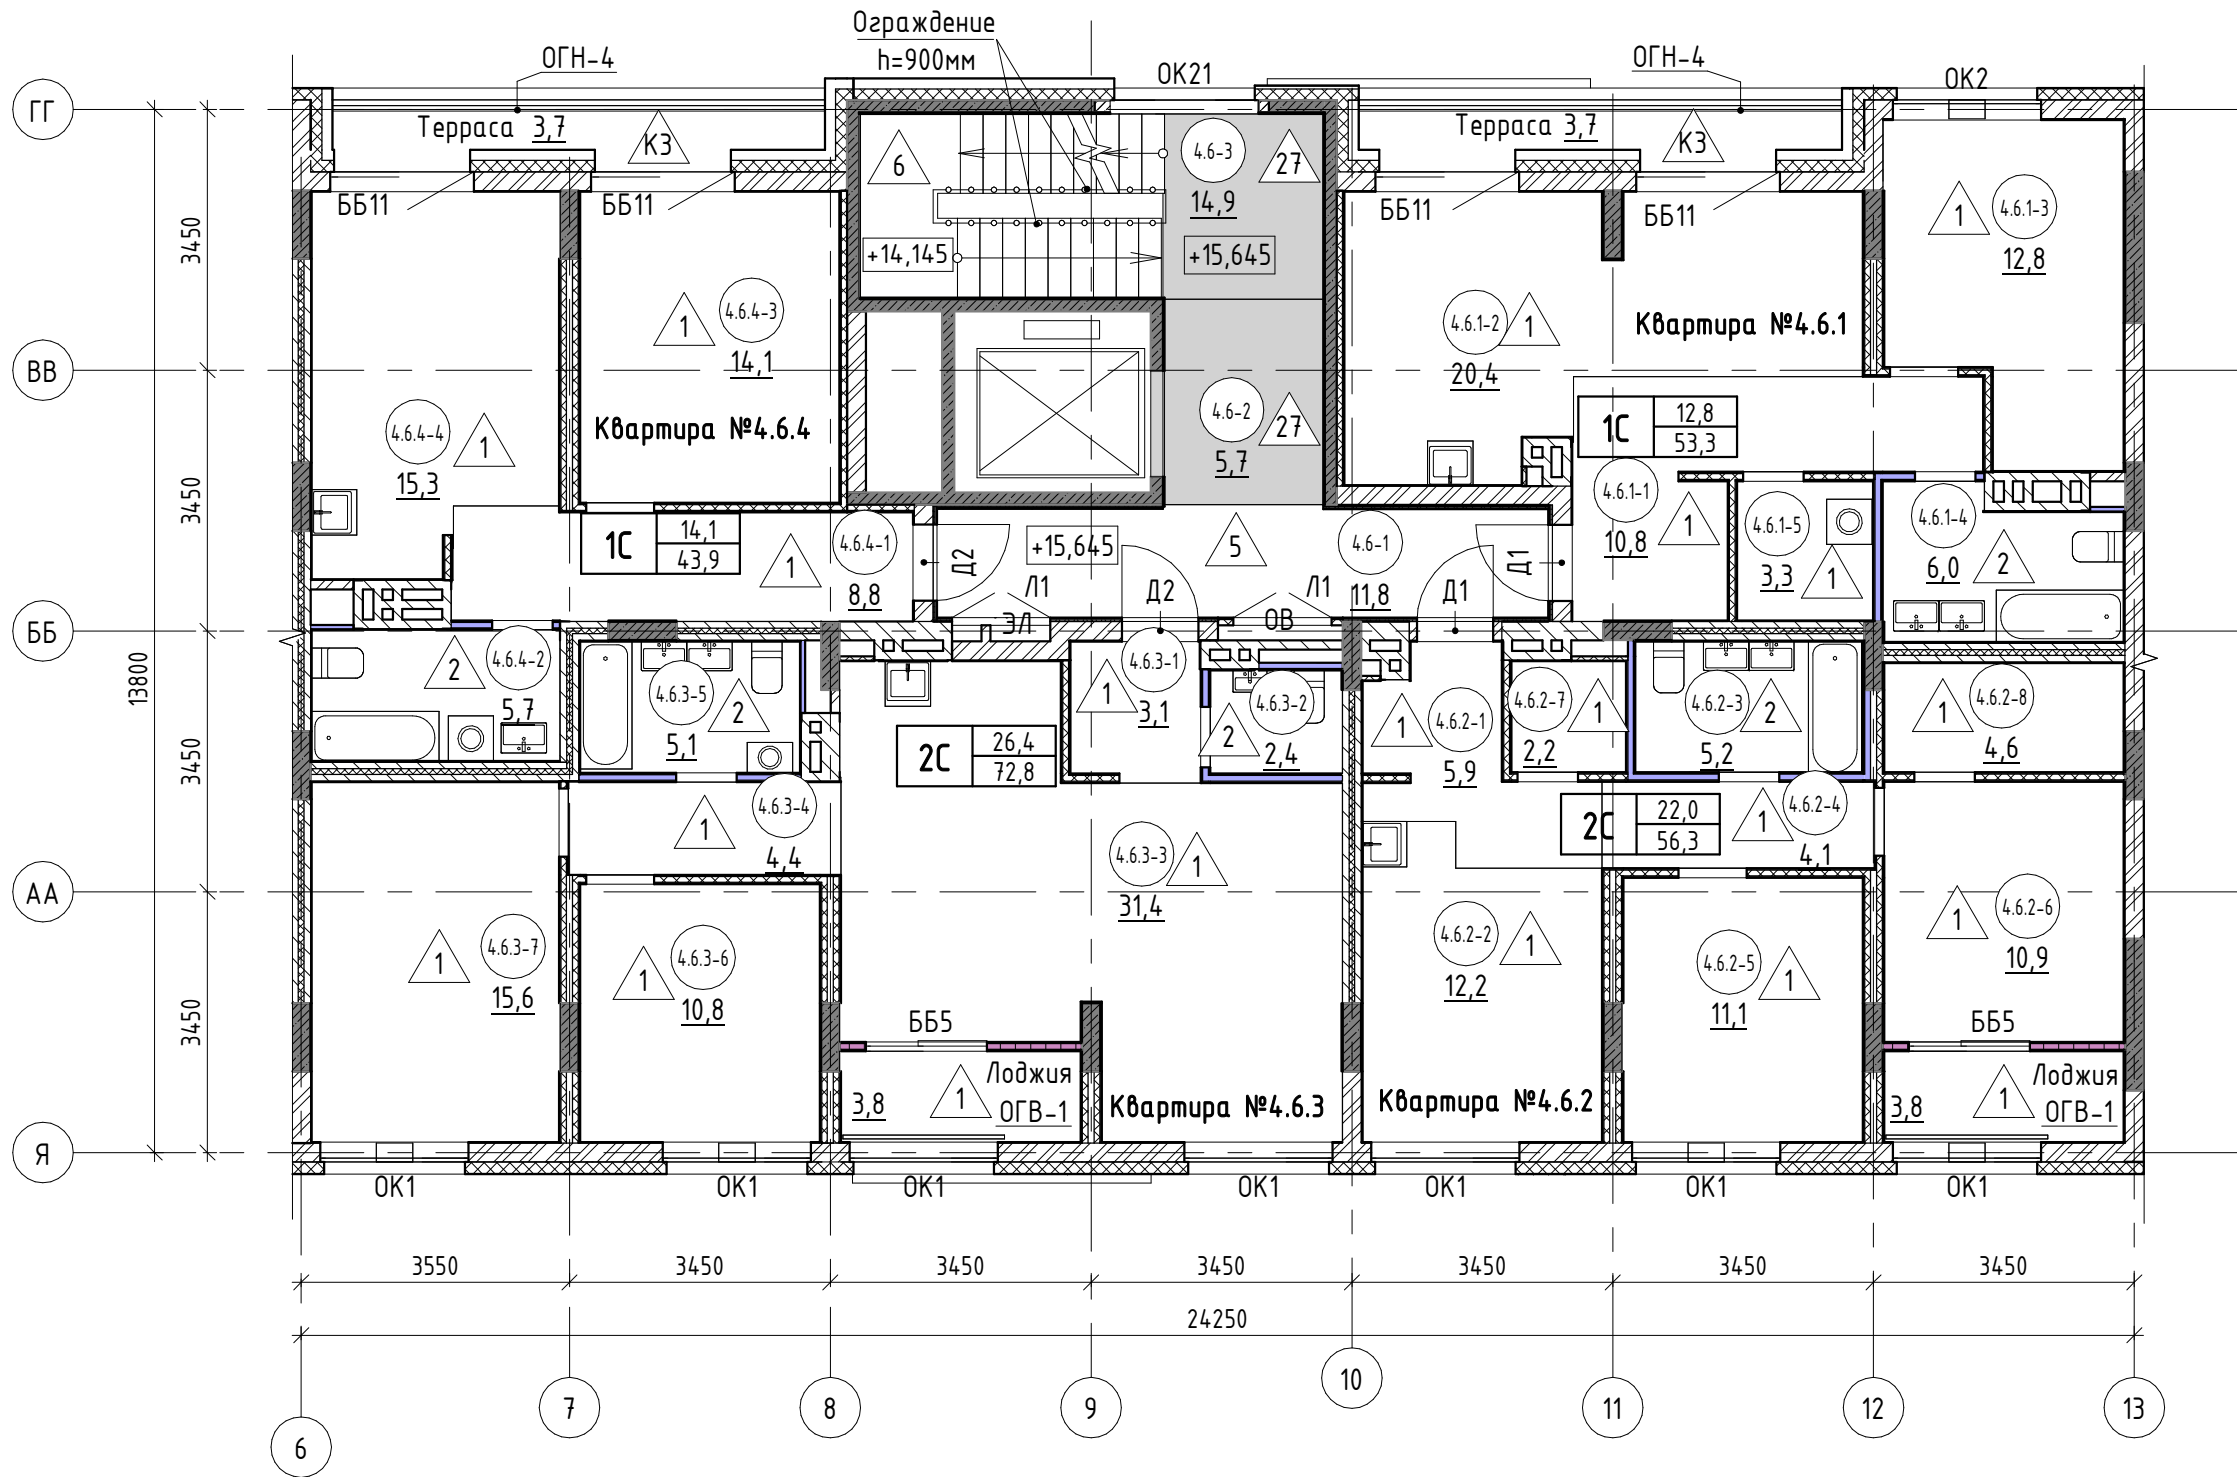 Ограждение
h=900мм
ОГН-4
ОК21
ОГН-4
ОК2
ГГ
Терраса 3,7
К3
6
4.6-3
27
14,9
Терраса 3,7
К3
ББ11
ББ11
ББ11
ББ11
1
4.6.1-3
12,8
+14,145
+15,645
3450
1
4.6.4-3
14,1
4.6.1-2
1
20,4
Квартира №4.6.1
ВВ
Квартира №4.6.4
4.6-2
27
5,7
1С
12,8
53,3
4.6.4-4
1
15,3
3450
1С
14,1
43,9
1
4.6.4-1
8,8
Д2
+15,645
5
4.6-1
11,8
Д1
4.6.1-1
1
10,8
4.6.1-5
1
3,3
4.6.1-4
2
6,0
Л1
Д2
Л1
Д1
ЭЛ
ОВ
ББ
13800
2
4.6.4-2
5,7
4.6.3-5
2
5,1
4.6.3-1
1
3,1
4.6.3-2
2
2,4
1
4.6.2-1
5,9
4.6.2-7
1
2,2
4.6.2-3
2
5,2
1
4.6.2-8
4,6
3450
2С
26,4
72,8
1
4.6.3-4
4,4
2С
22,0
56,3
1
4.6.2-4
4,1
4.6.3-3
1
31,4
АА
1
4.6.3-7
15,6
1
4.6.3-6
10,8
4.6.2-2
1
12,2
4.6.2-5
1
11,1
1
4.6.2-6
10,9
3450
ББ5
ББ5
3,8
1
Лоджия
ОГВ-1
Квартира №4.6.3
Квартира №4.6.2
3,8
1
Лоджия
ОГВ-1
Я
ОК1
ОК1
ОК1
ОК1
ОК1
ОК1
ОК1
3550
3450
3450
3450
3450
3450
3450
24250
6
7
8
9
10
11
12
13